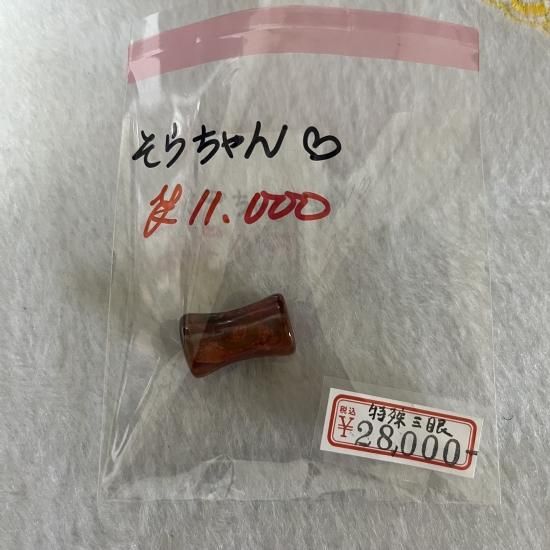 そらちゃん♡
¥11.000
税込
特殊三眼
¥28,000-